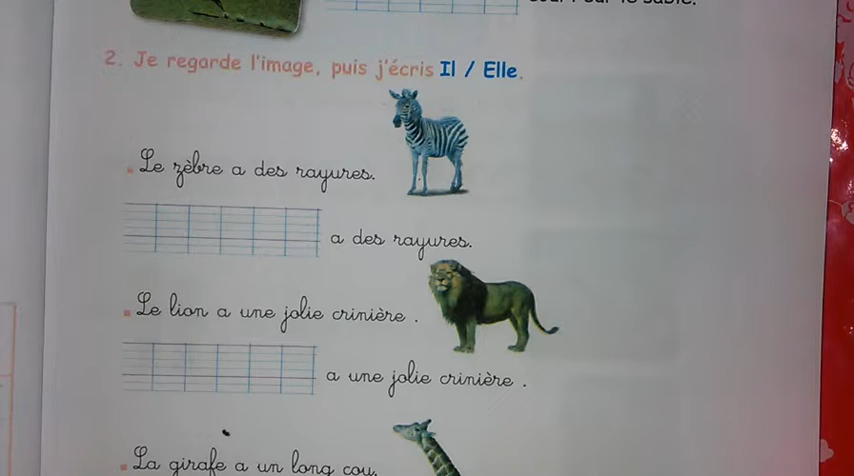 2. Je regarde l'image, puis j'écris Il / Elle.
Le zèbre a des rayures.
a des rayures.
Le lion a une jolie crinière .
a une jolie crinière .
La girafe a un long cou.